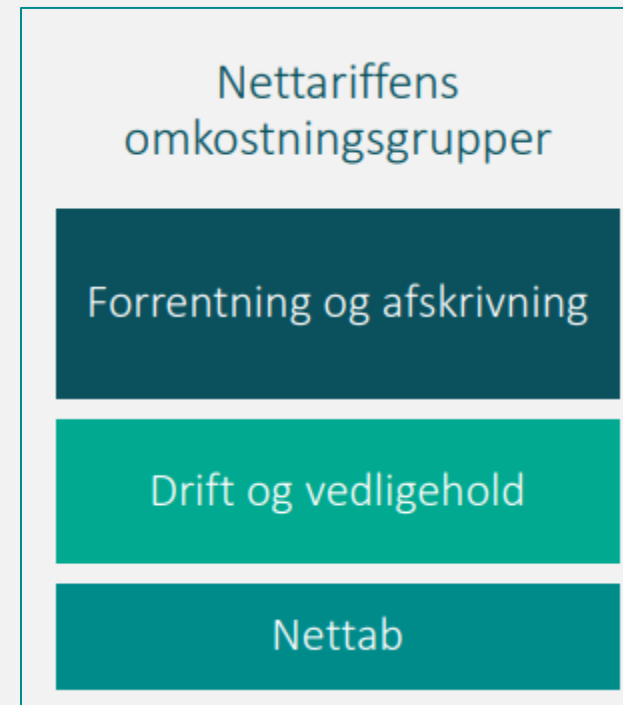 Nettariffens
omkostningsgrupper
Forrentning og afskrivning
Drift og vedligehold
Nettab